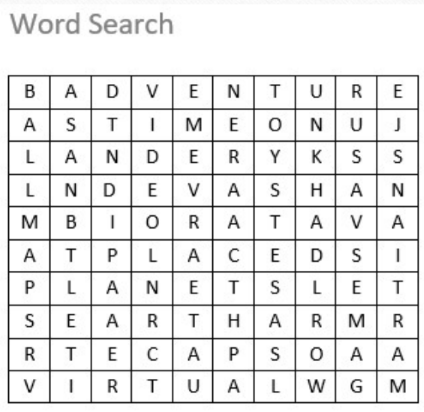 Word Search
B A D V E N T U R E
A S T I M E O N U J
L A N D E R Y K S S
L N D E V A S H A N
M B I O R A T A V A
A T P L A C E D S I
P L A N E T S L E T
S E A R T H A R M R
R T E C A P S O A A
V I R T U A L W G M